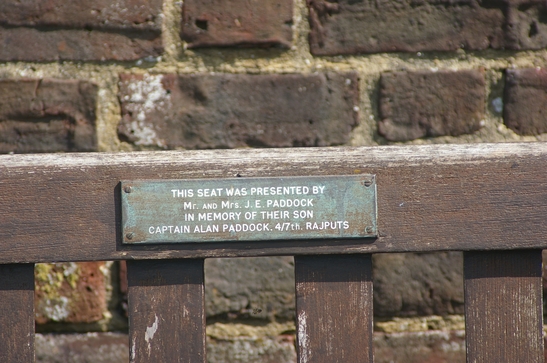 THIS SEAT WAS PRESENTED BY
Mr. AND Mrs. J. E. PADDOCK
IN MEMORY OF THEIR SON
CAPTAIN ALAN PADDOCK. 4/7th. RAJPUTS